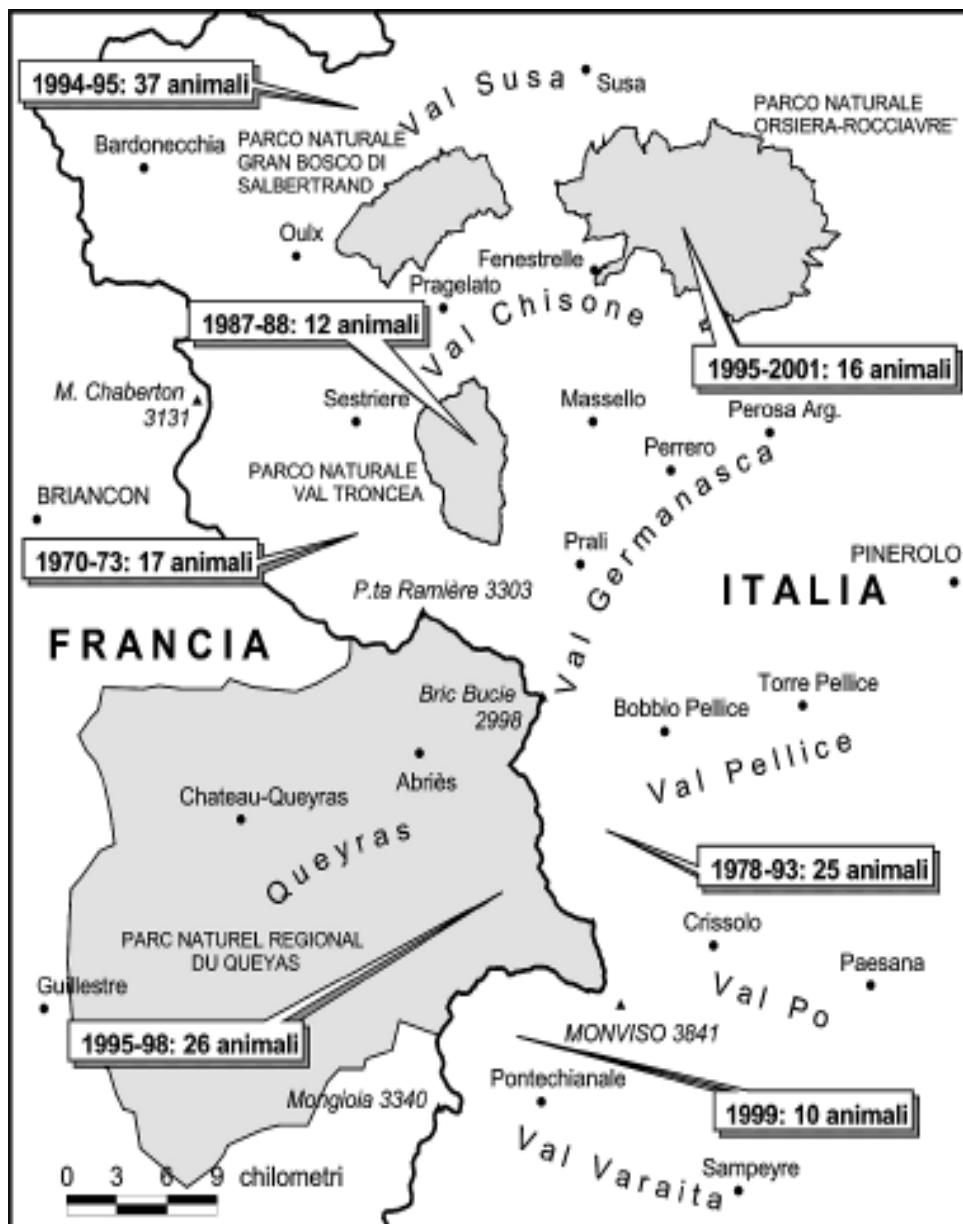 1994-95: 37 animali
Val Susa
Susa
PARCO NATURALE
ORSIERA-ROCCIAVRE'
Bardonecchia
PARCO NATURALE
GRAN BOSCO DI
SALBERTRAND
Oulx
Fenestrelle
Pragelato
Val Chisone
1987-88: 12 animali
1995-2001: 16 animali
M. Chaberton
3131
Sestriere
Massello
Perosa Arg.
Perrero
PARCO NATURALE
VAL TRONCEA
BRIANCON
Val Germanasca
1970-73: 17 animali
Prali
PINEROLO
P.ta Ramière 3303
ITALIA
FRANCIA
Bric Bucie
2998
Torre Pellice
Bobbio Pellice
Val Pellice
Abriès
Chateau-Queyras
Queyras
1978-93: 25 animali
PARC NATUREL REGIONAL
DU QUEYAS
Crissolo
Paesana
Val Po
Guillestre
1995-98: 26 animali
MONVISO 3841
Mongioia 3340
Pontechianale
1999: 10 animali
Val Varaita
Sampeyre
0 3 6 9 chilometri